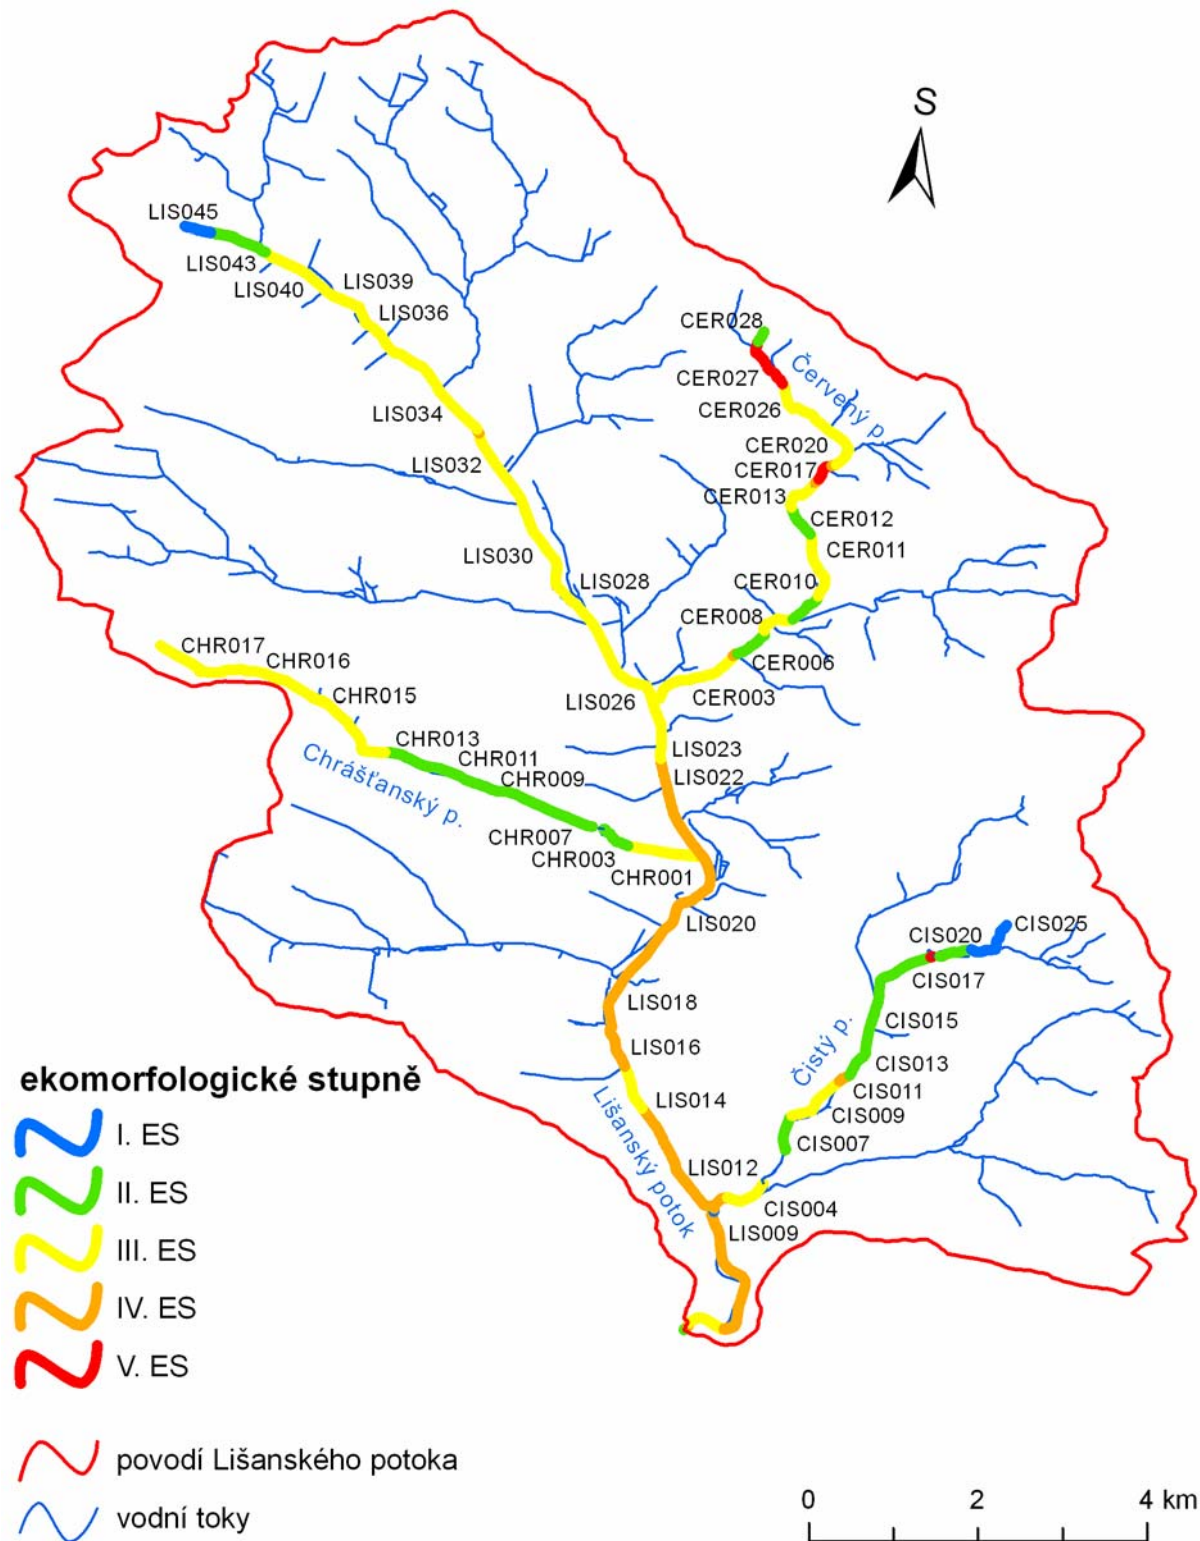 S
LIS045
LIS043
LIS040
LIS039
LIS036
CER028
CER027
CER026
Červený p.
LIS034
LIS032
CER020
CER017
CER013
CER012
CER011
LIS030
LIS028
CER010
CER008
CER006
CER003
CHR017
CHR016
CHR015
LIS026
CHR013
CHR011
CHR009
Chrášťanský p.
LIS023
LIS022
CHR007
CHR003
CHR001
LIS020
CIS025
CIS020
CIS017
CIS015
CIS013
CIS011
CIS009
CIS007
Čistý p.
LIS018
LIS016
LIS014
Lišanský potok
LIS012
CIS004
LIS009
ekomorfologické stupně
I. ES
II. ES
III. ES
IV. ES
V. ES
povodí Lišanského potoka
vodní toky
0 2 4 km